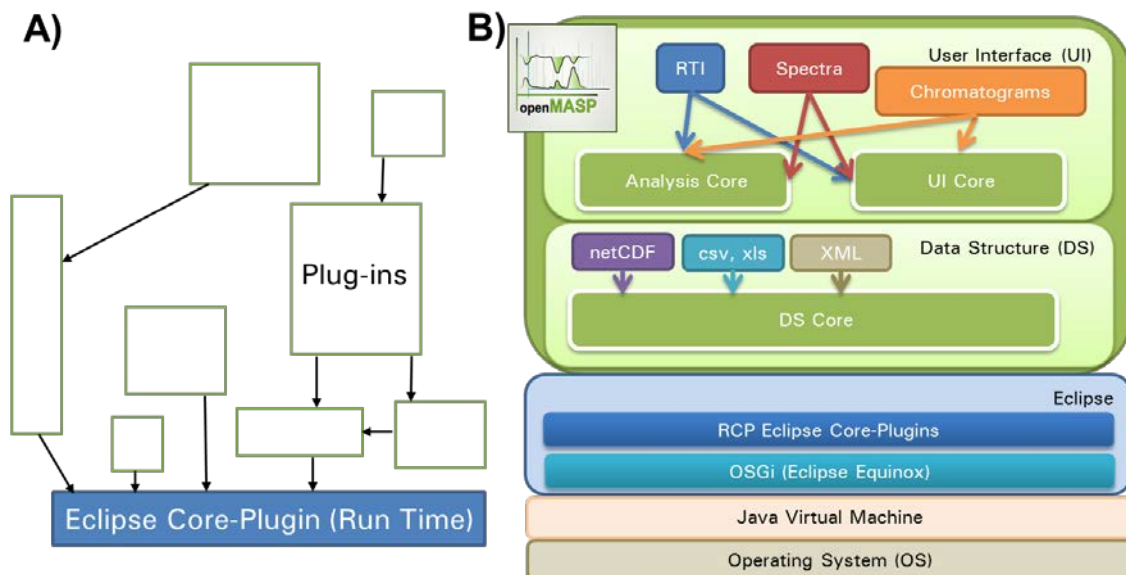 A)
Plug-ins
Eclipse Core-Plugin (Run Time)
B)
openMASP
User Interface (UI)
RTI
Spectra
Chromatograms
Analysis Core
UI Core
Data Structure (DS)
netCDF
csv, xls
XML
DS Core
Eclipse
RCP Eclipse Core-Plugins
OSGi (Eclipse Equinox)
Java Virtual Machine
Operating System (OS)